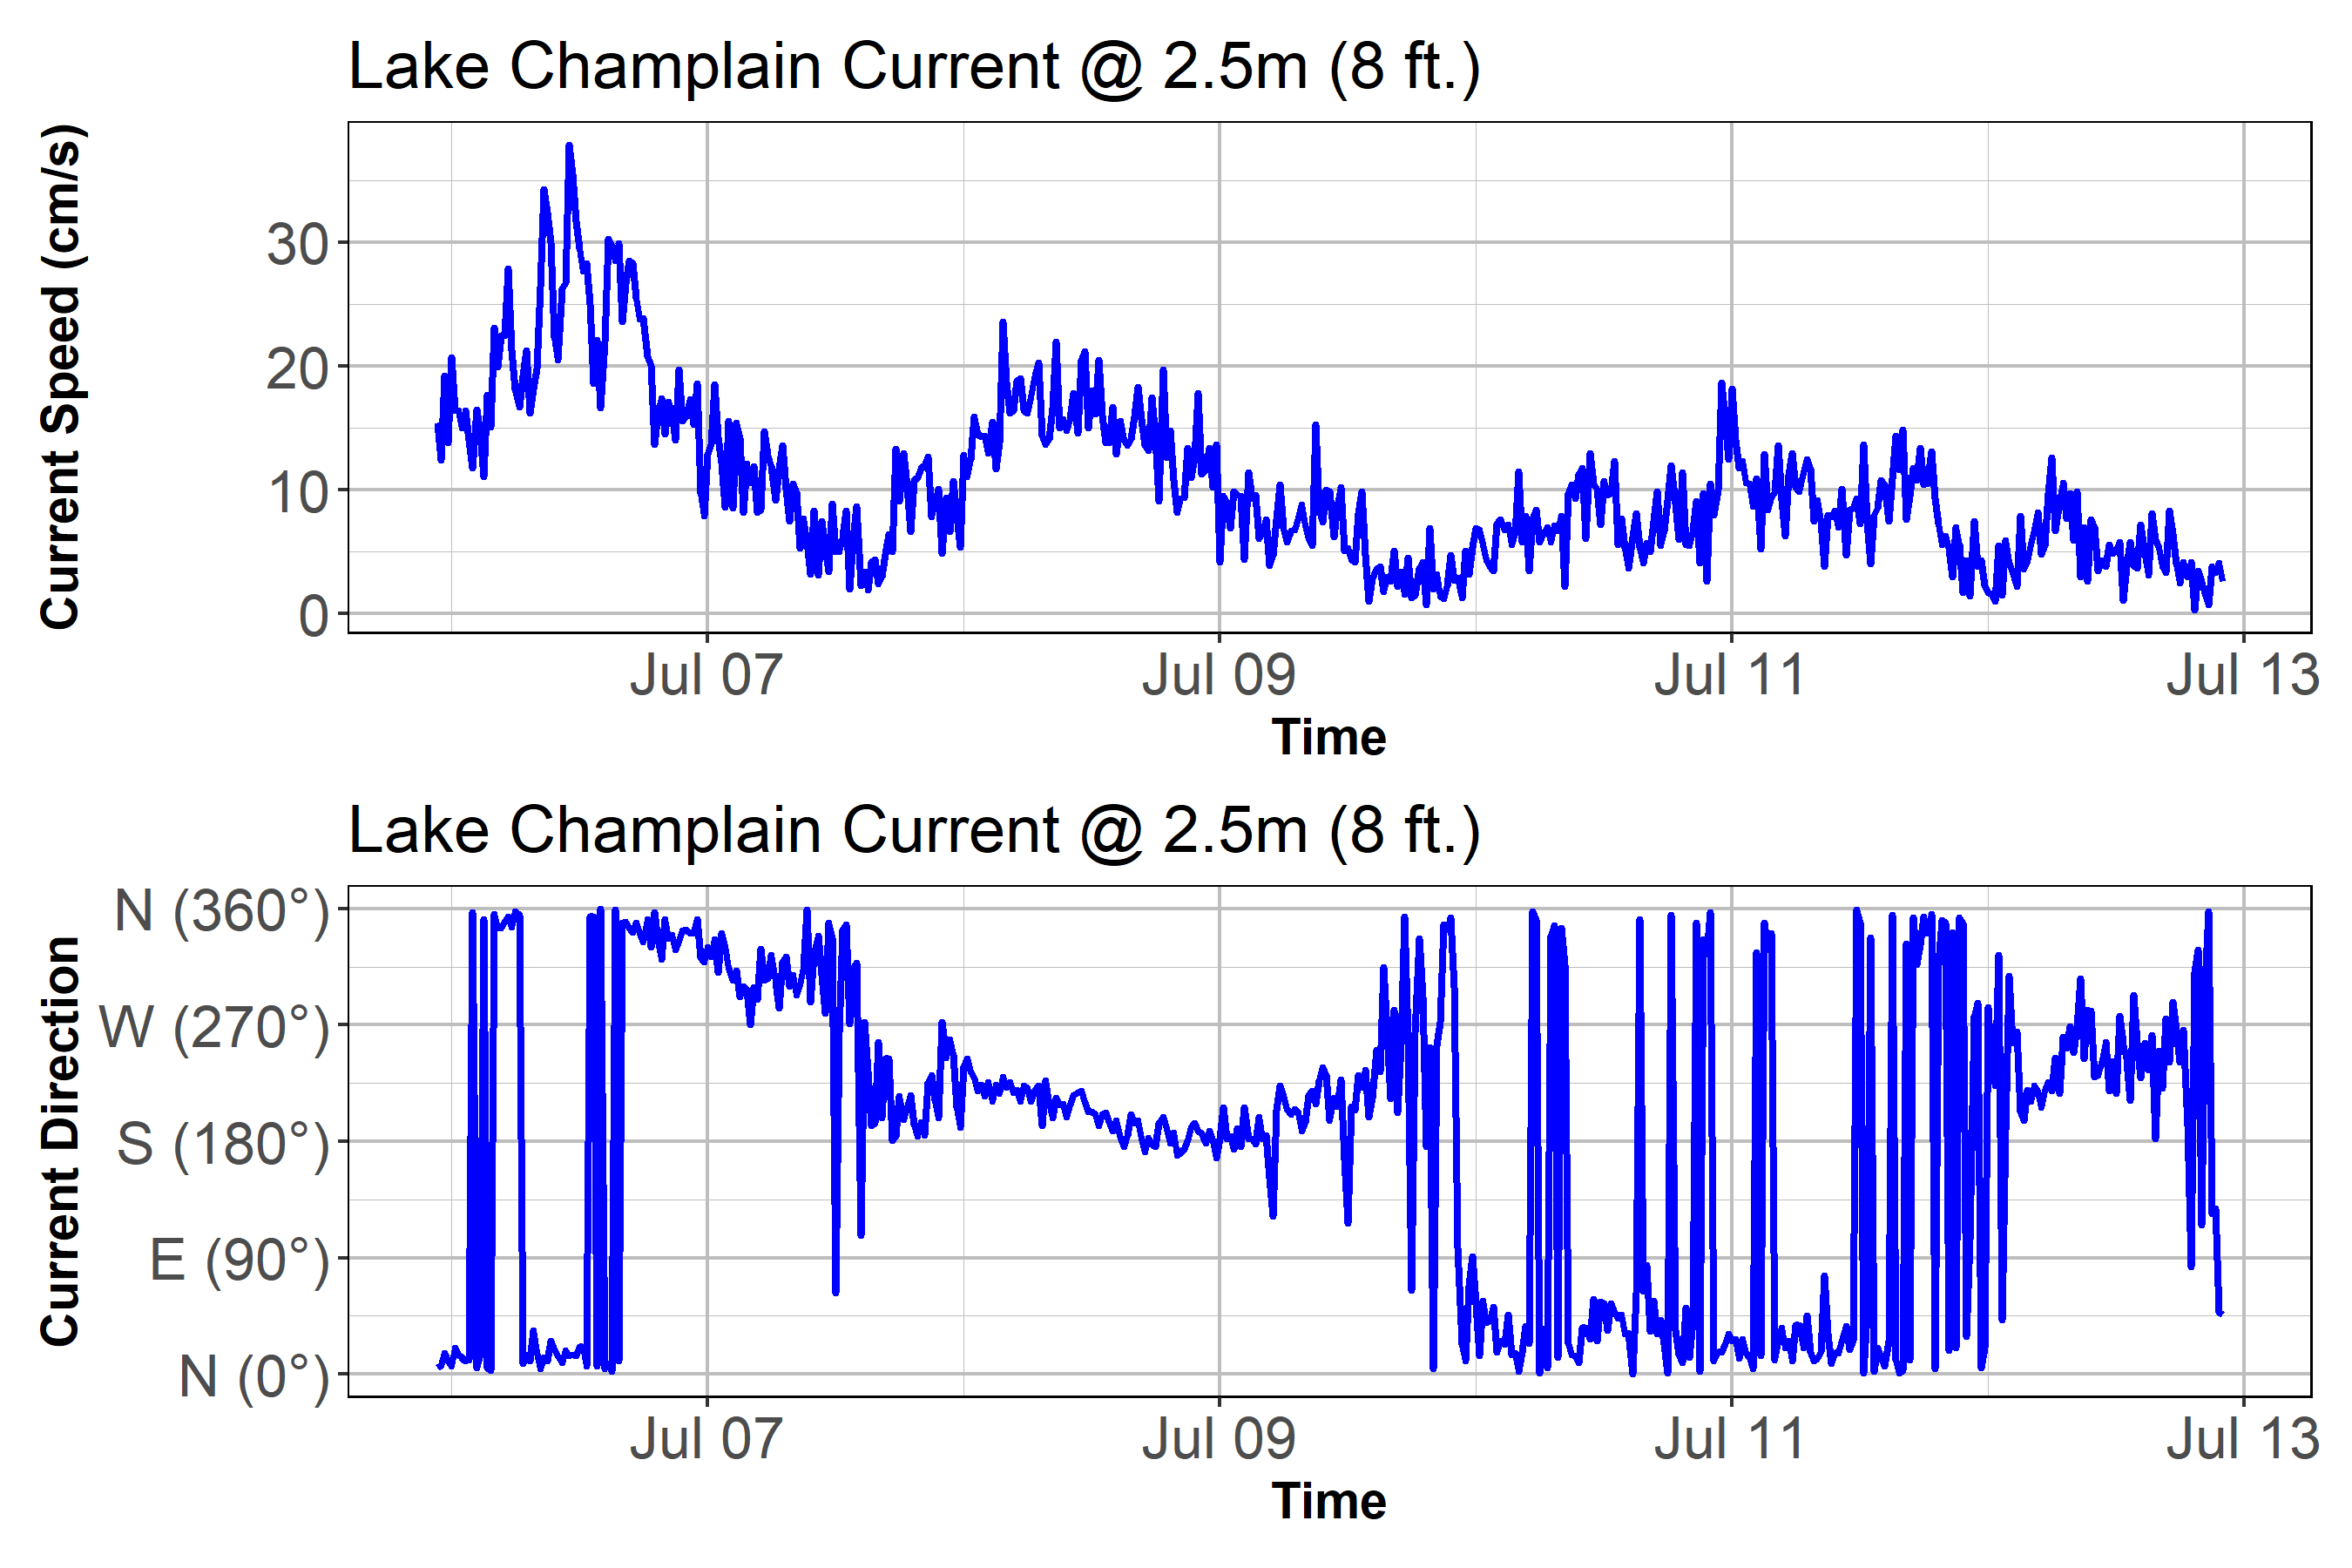 Lake Champlain Current @ 2.5m (8 ft.)
Current Speed (cm/s)
30
20
10
0
Jul 07
Jul 09
Jul 11
Jul 13
Time
Lake Champlain Current @ 2.5m (8 ft.)
Current Direction
N (360°)
W (270°)
S (180°)
E (90°)
N (0°)
Jul 07
Jul 09
Jul 11
Jul 13
Time